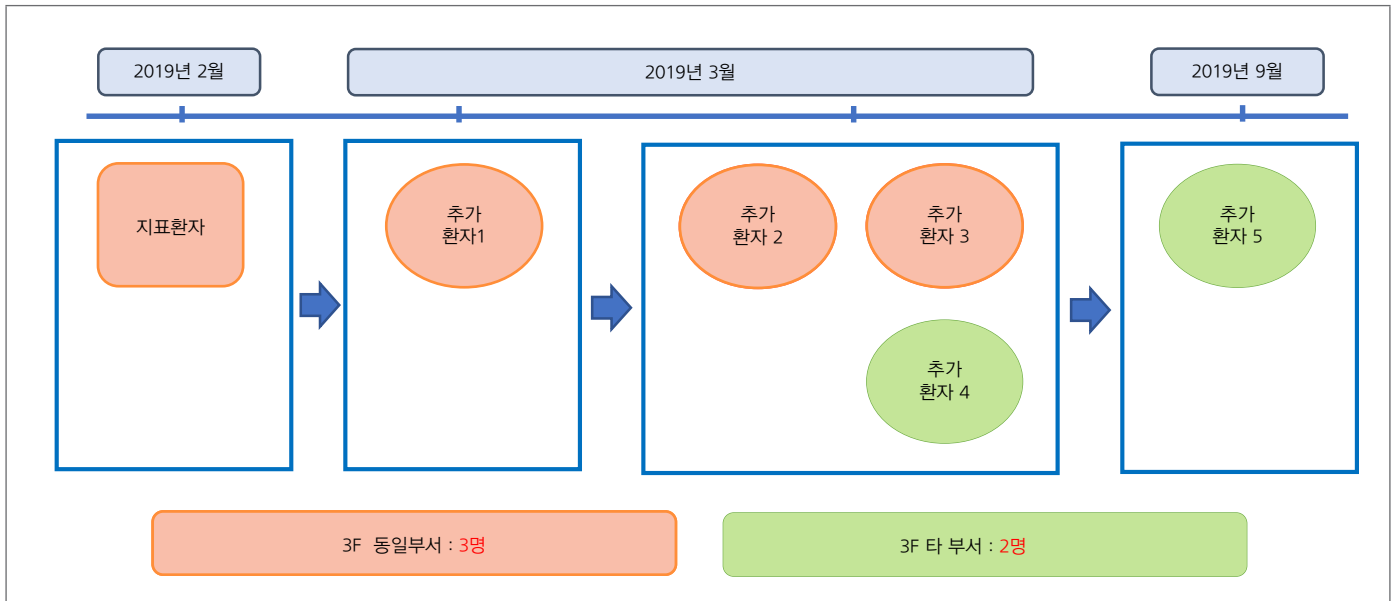 2019년 2월
2019년 3월
2019년 9월
지표환자
추가
환자1
추가
환자 2
추가
환자 3
추가
환자 4
추가
환자 5
3F 동일부서 : 3명
3F 타 부서 : 2명